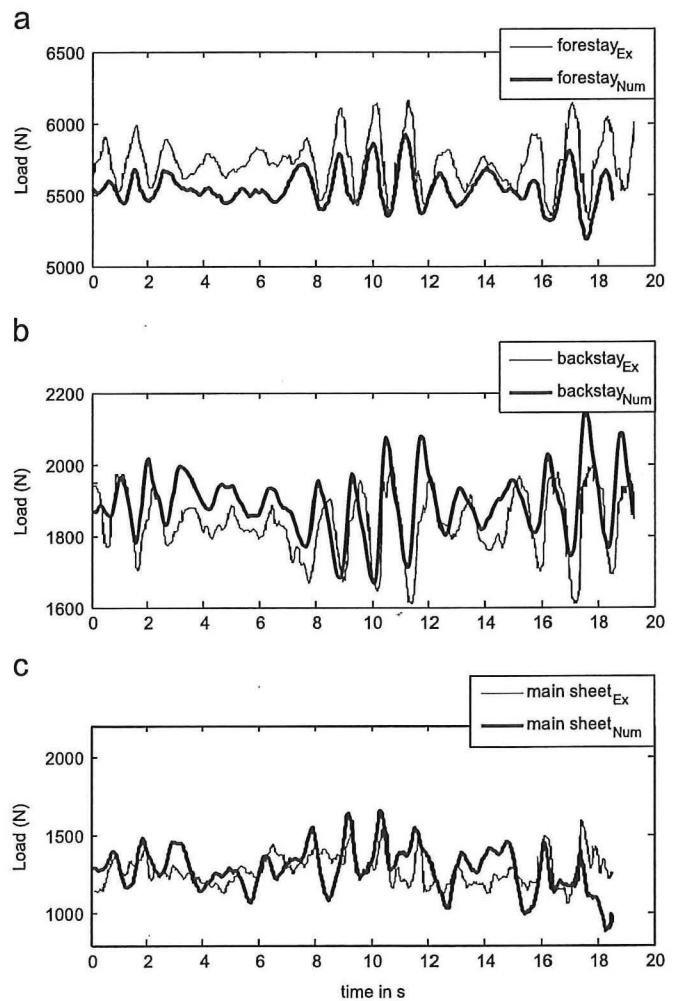 a
6500
forestay_Ex
forestay_Num
6000
Load (N)
5500
5000
0 2 4 6 8 10 12 14 16 18 20
b
backstay_Ex
backstay_Num
2200
2000
Load (N)
1800
1600
0 2 4 6 8 10 12 14 16 18 20
c
main sheet_Ex
main sheet_Num
2000
Load (N)
1500
1000
0 2 4 6 8 10 12 14 16 18 20
time in s